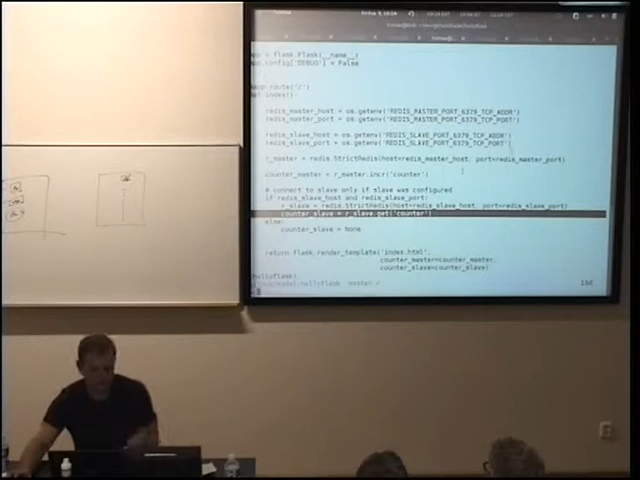 app = flask.Flask(__name__)
app.config['DEBUG'] = False
@app.route('/')
def index():
redis_master_host = os.getenv('REDIS_MASTER_PORT_6379_TCP_ADDR')
redis_master_port = os.getenv('REDIS_MASTER_PORT_6379_TCP_PORT')
redis_slave_host = os.getenv('REDIS_SLAVE_PORT_6379_TCP_ADDR')
redis_slave_port = os.getenv('REDIS_SLAVE_PORT_6379_TCP_PORT')
r_master = redis.StrictRedis(host=redis_master_host, port=redis_master_port)
counter_master = r_master.incr('counter')
# connect to slave only if slave was configured
if redis_slave_host and redis_slave_port:
r_slave = redis.StrictRedis(host=redis_slave_host, port=redis_slave_port)
counter_slave = r_slave.get('counter')
else:
counter_slave = None
return flask.render_template('index.html',
counter_master=counter_master,
counter_slave=counter_slave)